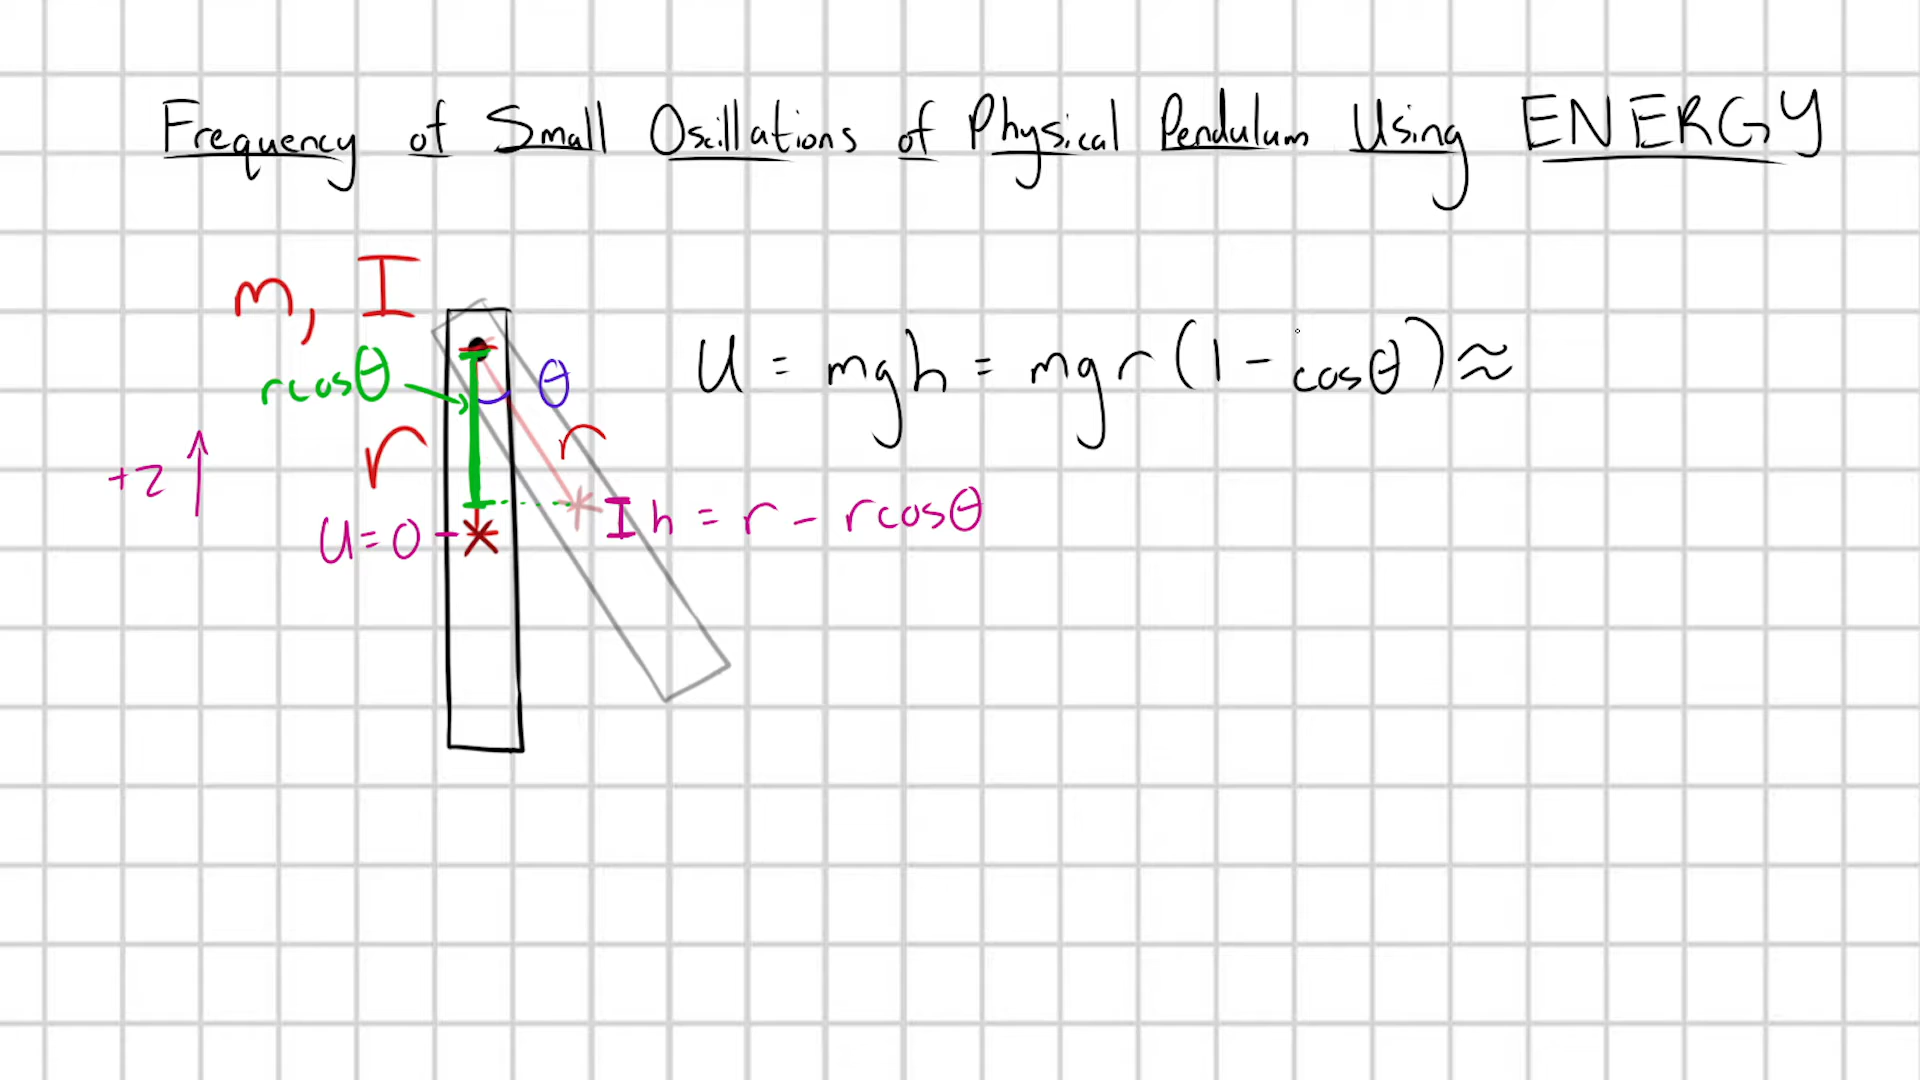 Frequency of Small Oscillations of Physical Pendulum Using ENERGY
m, I
rcosθ
θ
U = mgh = mgr(1 - cosθ) ≈
r
r
+z
U=0
h = r - rcosθ